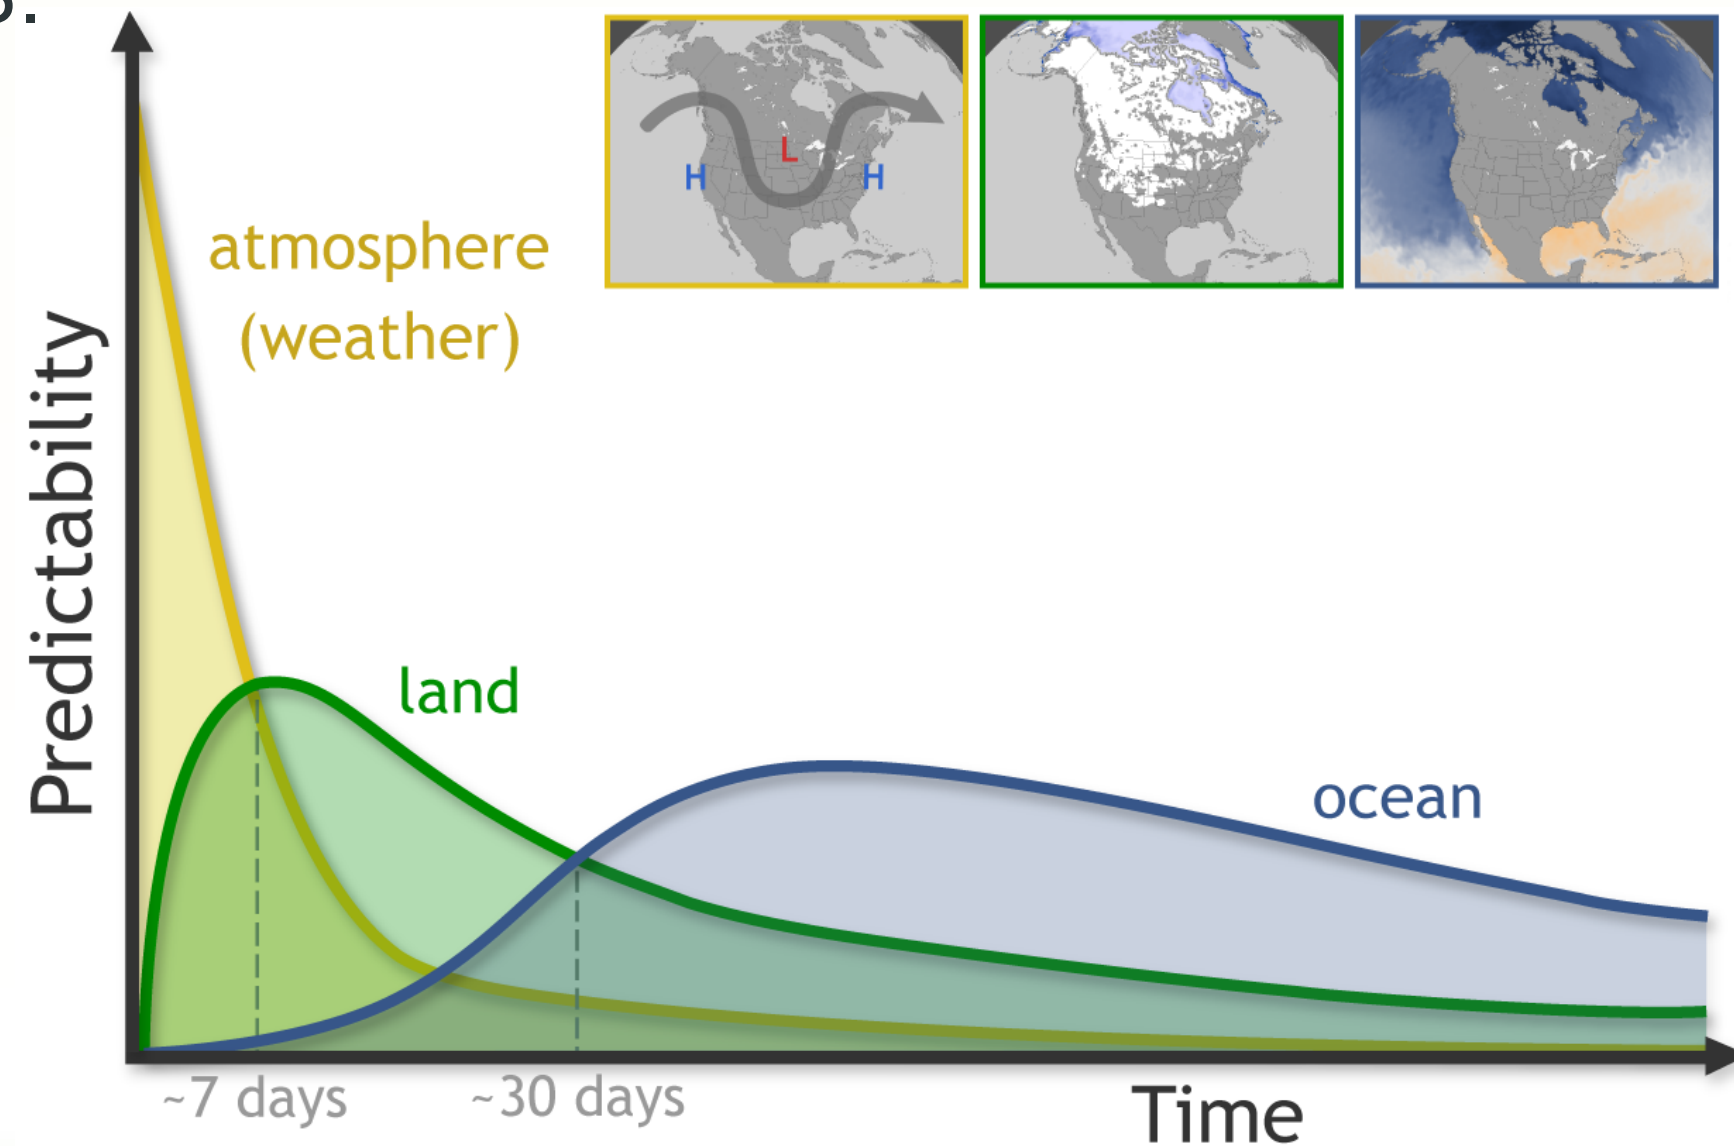 L
H
H
atmosphere
(weather)
Predictability
land
ocean
~7 days
~30 days
Time